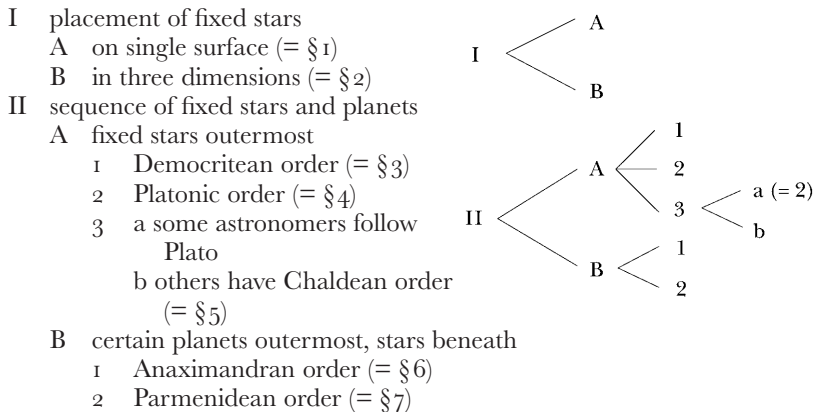 I placement of fixed stars
A on single surface (= §1)
B in three dimensions (= §2)
II sequence of fixed stars and planets
A fixed stars outermost
1 Democritean order (= §3)
2 Platonic order (= §4)
3 a some astronomers follow
Plato
b others have Chaldean order
(= §5)
B certain planets outermost, stars beneath
1 Anaximandran order (= §6)
2 Parmenidean order (= §7)
I
A
B
II
A
1
2
3
a (= 2)
b
B
1
2